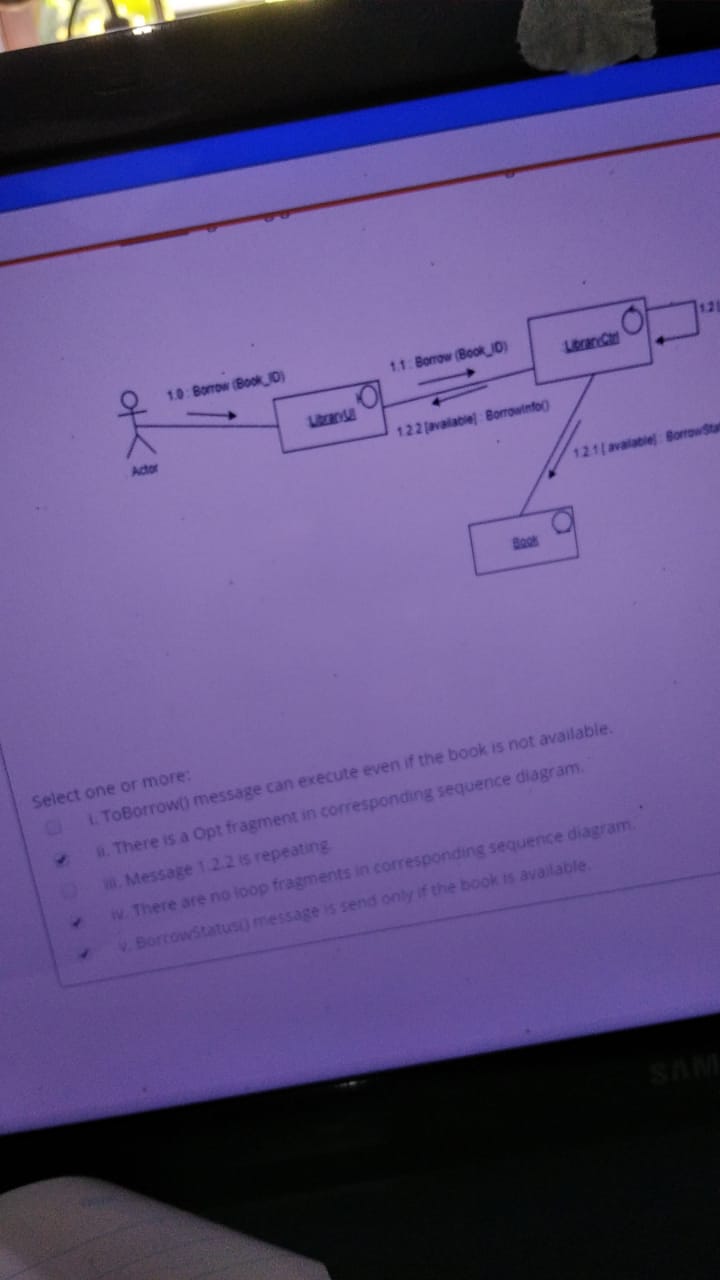 1.2[
1.1 : Borrow (Book_ID)
:LibraryCtrl
1.0 : Borrow (Book_ID)
:LibraryUI
1.2.2 [available] : BorrowInfo()
1.2.1 [ available] : BorrowSta
Actor
:Book
Select one or more:
i. ToBorrow() message can execute even if the book is not available.
ii. There is a Opt fragment in corresponding sequence diagram.
iii. Message 1.2.2 is repeating.
iv. There are no loop fragments in corresponding sequence diagram.
v. BorrowStatus() message is send only if the book is available.
SAM